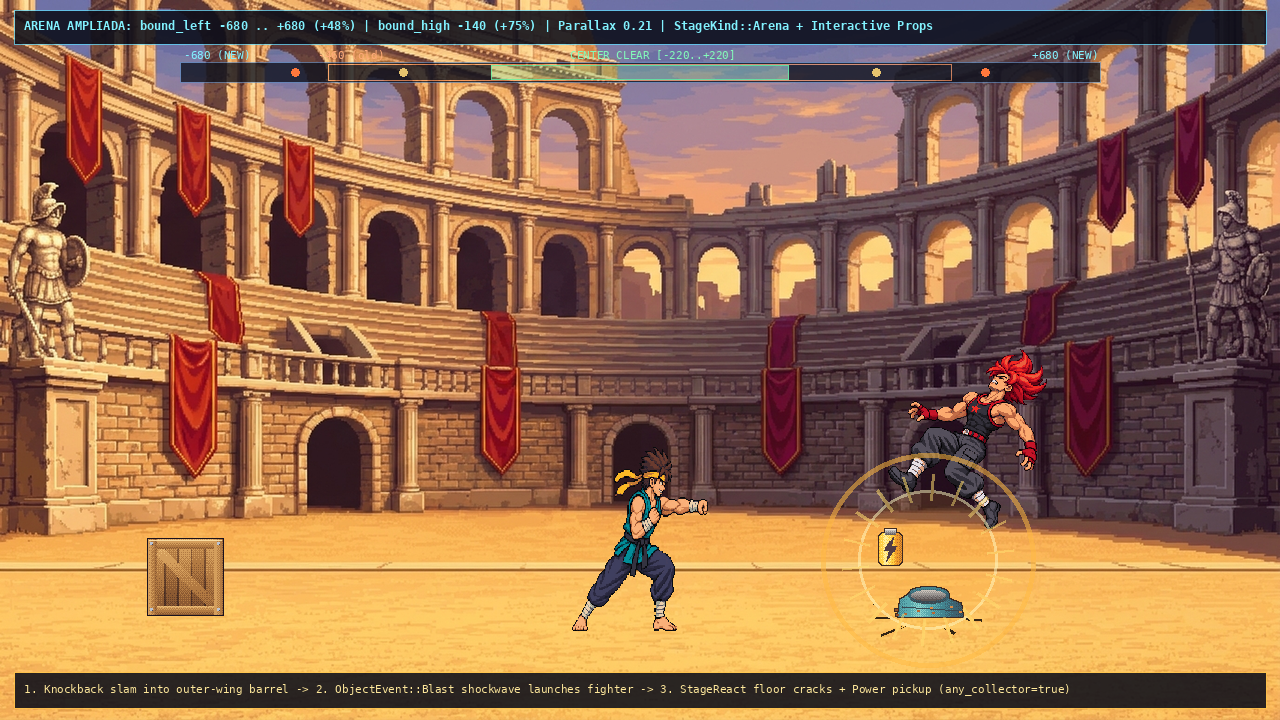 ARENA AMPLIADA: bound_left -680 .. +680 (+48%) | bound_high -140 (+75%) | Parallax 0.21 | StageKind::Arena + Interactive Props
-680 (NEW) CENTER CLEAR [-220..+220] +680 (NEW)
1. Knockback slam into outer-wing barrel -> 2. ObjectEvent::Blast shockwave launches fighter -> 3. StageReact floor cracks + Power pickup (any_collector=true)